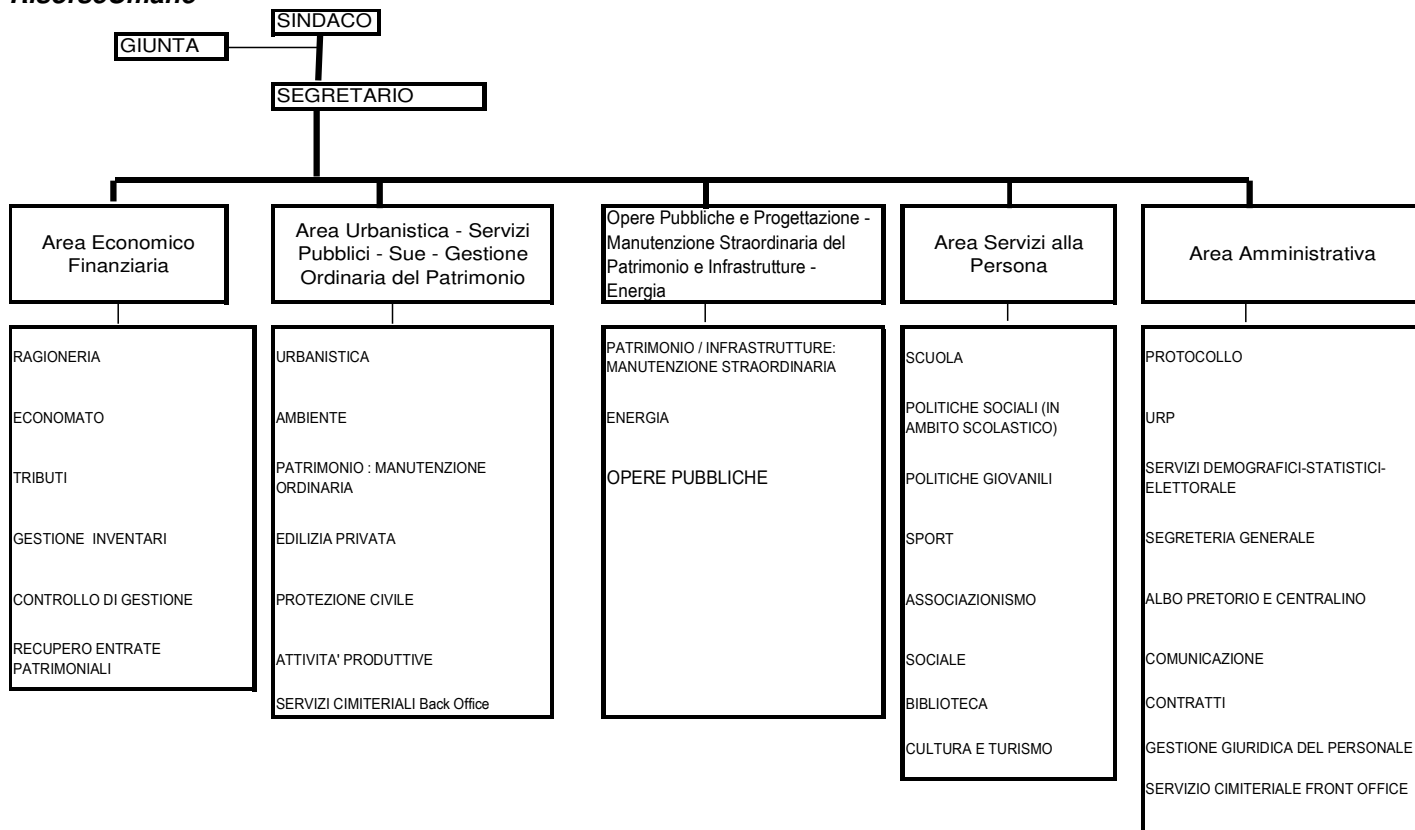 RisorseUmane
SINDACO
GIUNTA
SEGRETARIO
Area Economico
Finanziaria
Area Urbanistica - Servizi
Pubblici - Sue - Gestione
Ordinaria del Patrimonio
Opere Pubbliche e Progettazione -
Manutenzione Straordinaria del
Patrimonio e Infrastrutture -
Energia
Area Servizi alla
Persona
Area Amministrativa
RAGIONERIA
ECONOMATO
TRIBUTI
GESTIONE INVENTARI
CONTROLLO DI GESTIONE
RECUPERO ENTRATE
PATRIMONIALI
URBANISTICA
AMBIENTE
PATRIMONIO : MANUTENZIONE
ORDINARIA
EDILIZIA PRIVATA
PROTEZIONE CIVILE
ATTIVITA' PRODUTTIVE
SERVIZI CIMITERIALI Back Office
PATRIMONIO / INFRASTRUTTURE:
MANUTENZIONE STRAORDINARIA
ENERGIA
OPERE PUBBLICHE
SCUOLA
POLITICHE SOCIALI (IN
AMBITO SCOLASTICO)
POLITICHE GIOVANILI
SPORT
ASSOCIAZIONISMO
SOCIALE
BIBLIOTECA
CULTURA E TURISMO
PROTOCOLLO
URP
SERVIZI DEMOGRAFICI-STATISTICI-
ELETTORALE
SEGRETERIA GENERALE
ALBO PRETORIO E CENTRALINO
COMUNICAZIONE
CONTRATTI
GESTIONE GIURIDICA DEL PERSONALE
SERVIZIO CIMITERIALE FRONT OFFICE